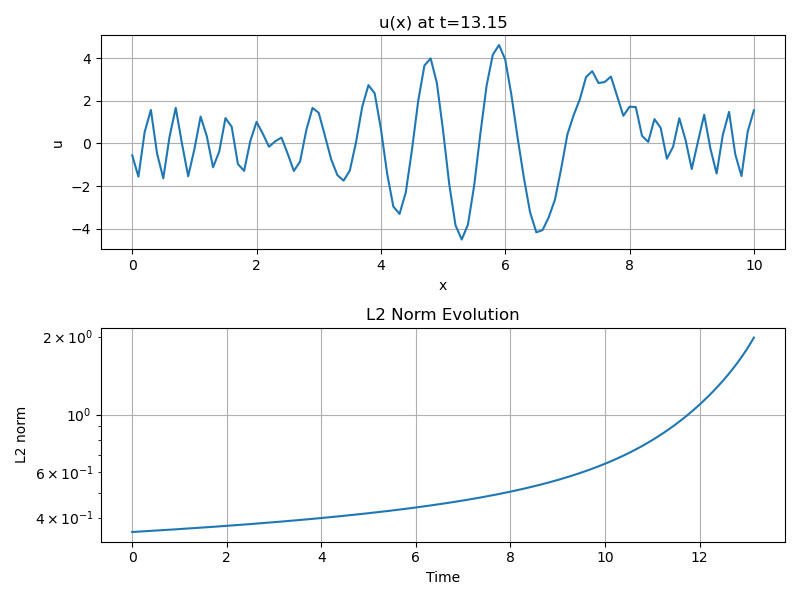 u(x) at t=13.15
4
2
0
−2
−4
u
0 2 4 6 8 10
x
L2 Norm Evolution
2 × 10⁰
10⁰
6 × 10⁻¹
4 × 10⁻¹
L2 norm
0 2 4 6 8 10 12
Time